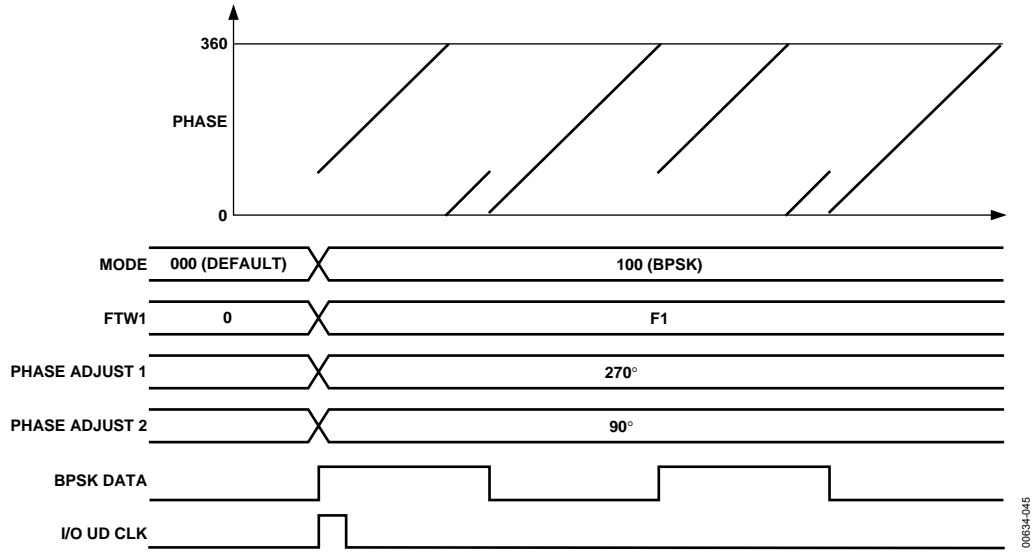 360
PHASE
0
MODE 000 (DEFAULT) 100 (BPSK)
FTW1 0 F1
PHASE ADJUST 1 270°
PHASE ADJUST 2 90°
BPSK DATA
I/O UD CLK
00634-045